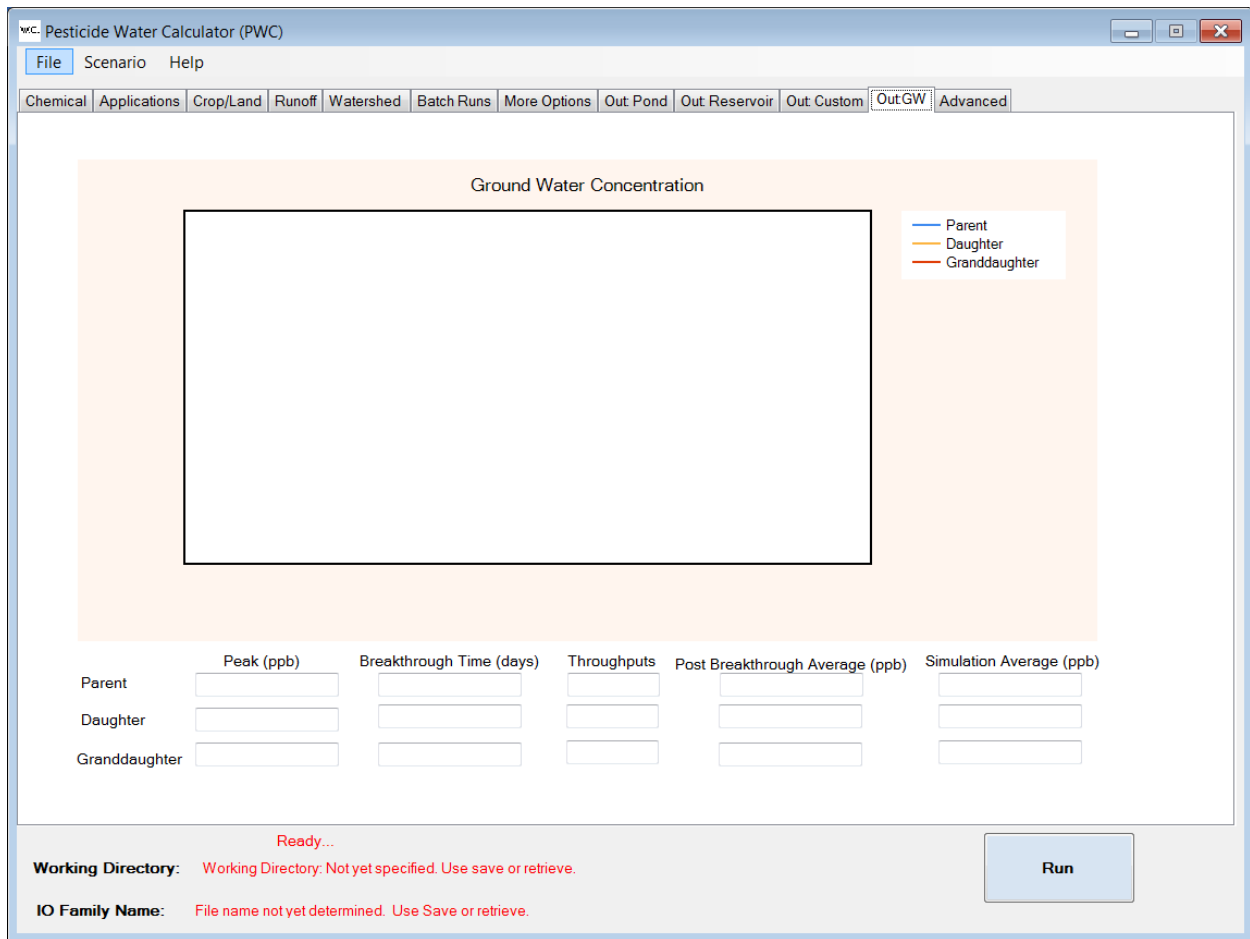 W.C. Pesticide Water Calculator (PWC)
File Scenario Help
Chemical Applications Crop/Land Runoff Watershed Batch Runs More Options Out: Pond Out: Reservoir Out: Custom Out:GW Advanced
Ground Water Concentration
Parent
Daughter
Granddaughter
Peak (ppb) Breakthrough Time (days) Throughputs Post Breakthrough Average (ppb) Simulation Average (ppb)
Parent
Daughter
Granddaughter
Ready...
Working Directory: Working Directory: Not yet specified. Use save or retrieve.
Run
IO Family Name: File name not yet determined. Use Save or retrieve.